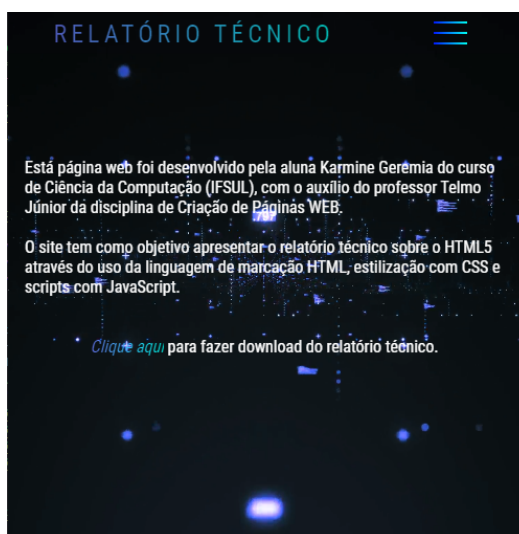 RELATÓRIO TÉCNICO
Está página web foi desenvolvido pela aluna Karmine Geremia do curso
de Ciência da Computação (IFSUL), com o auxílio do professor Telmo
Júnior da disciplina de Criação de Páginas WEB.
O site tem como objetivo apresentar o relatório técnico sobre o HTML5
através do uso da linguagem de marcação HTML, estilização com CSS e
scripts com JavaScript.
Clique aqui para fazer download do relatório técnico.